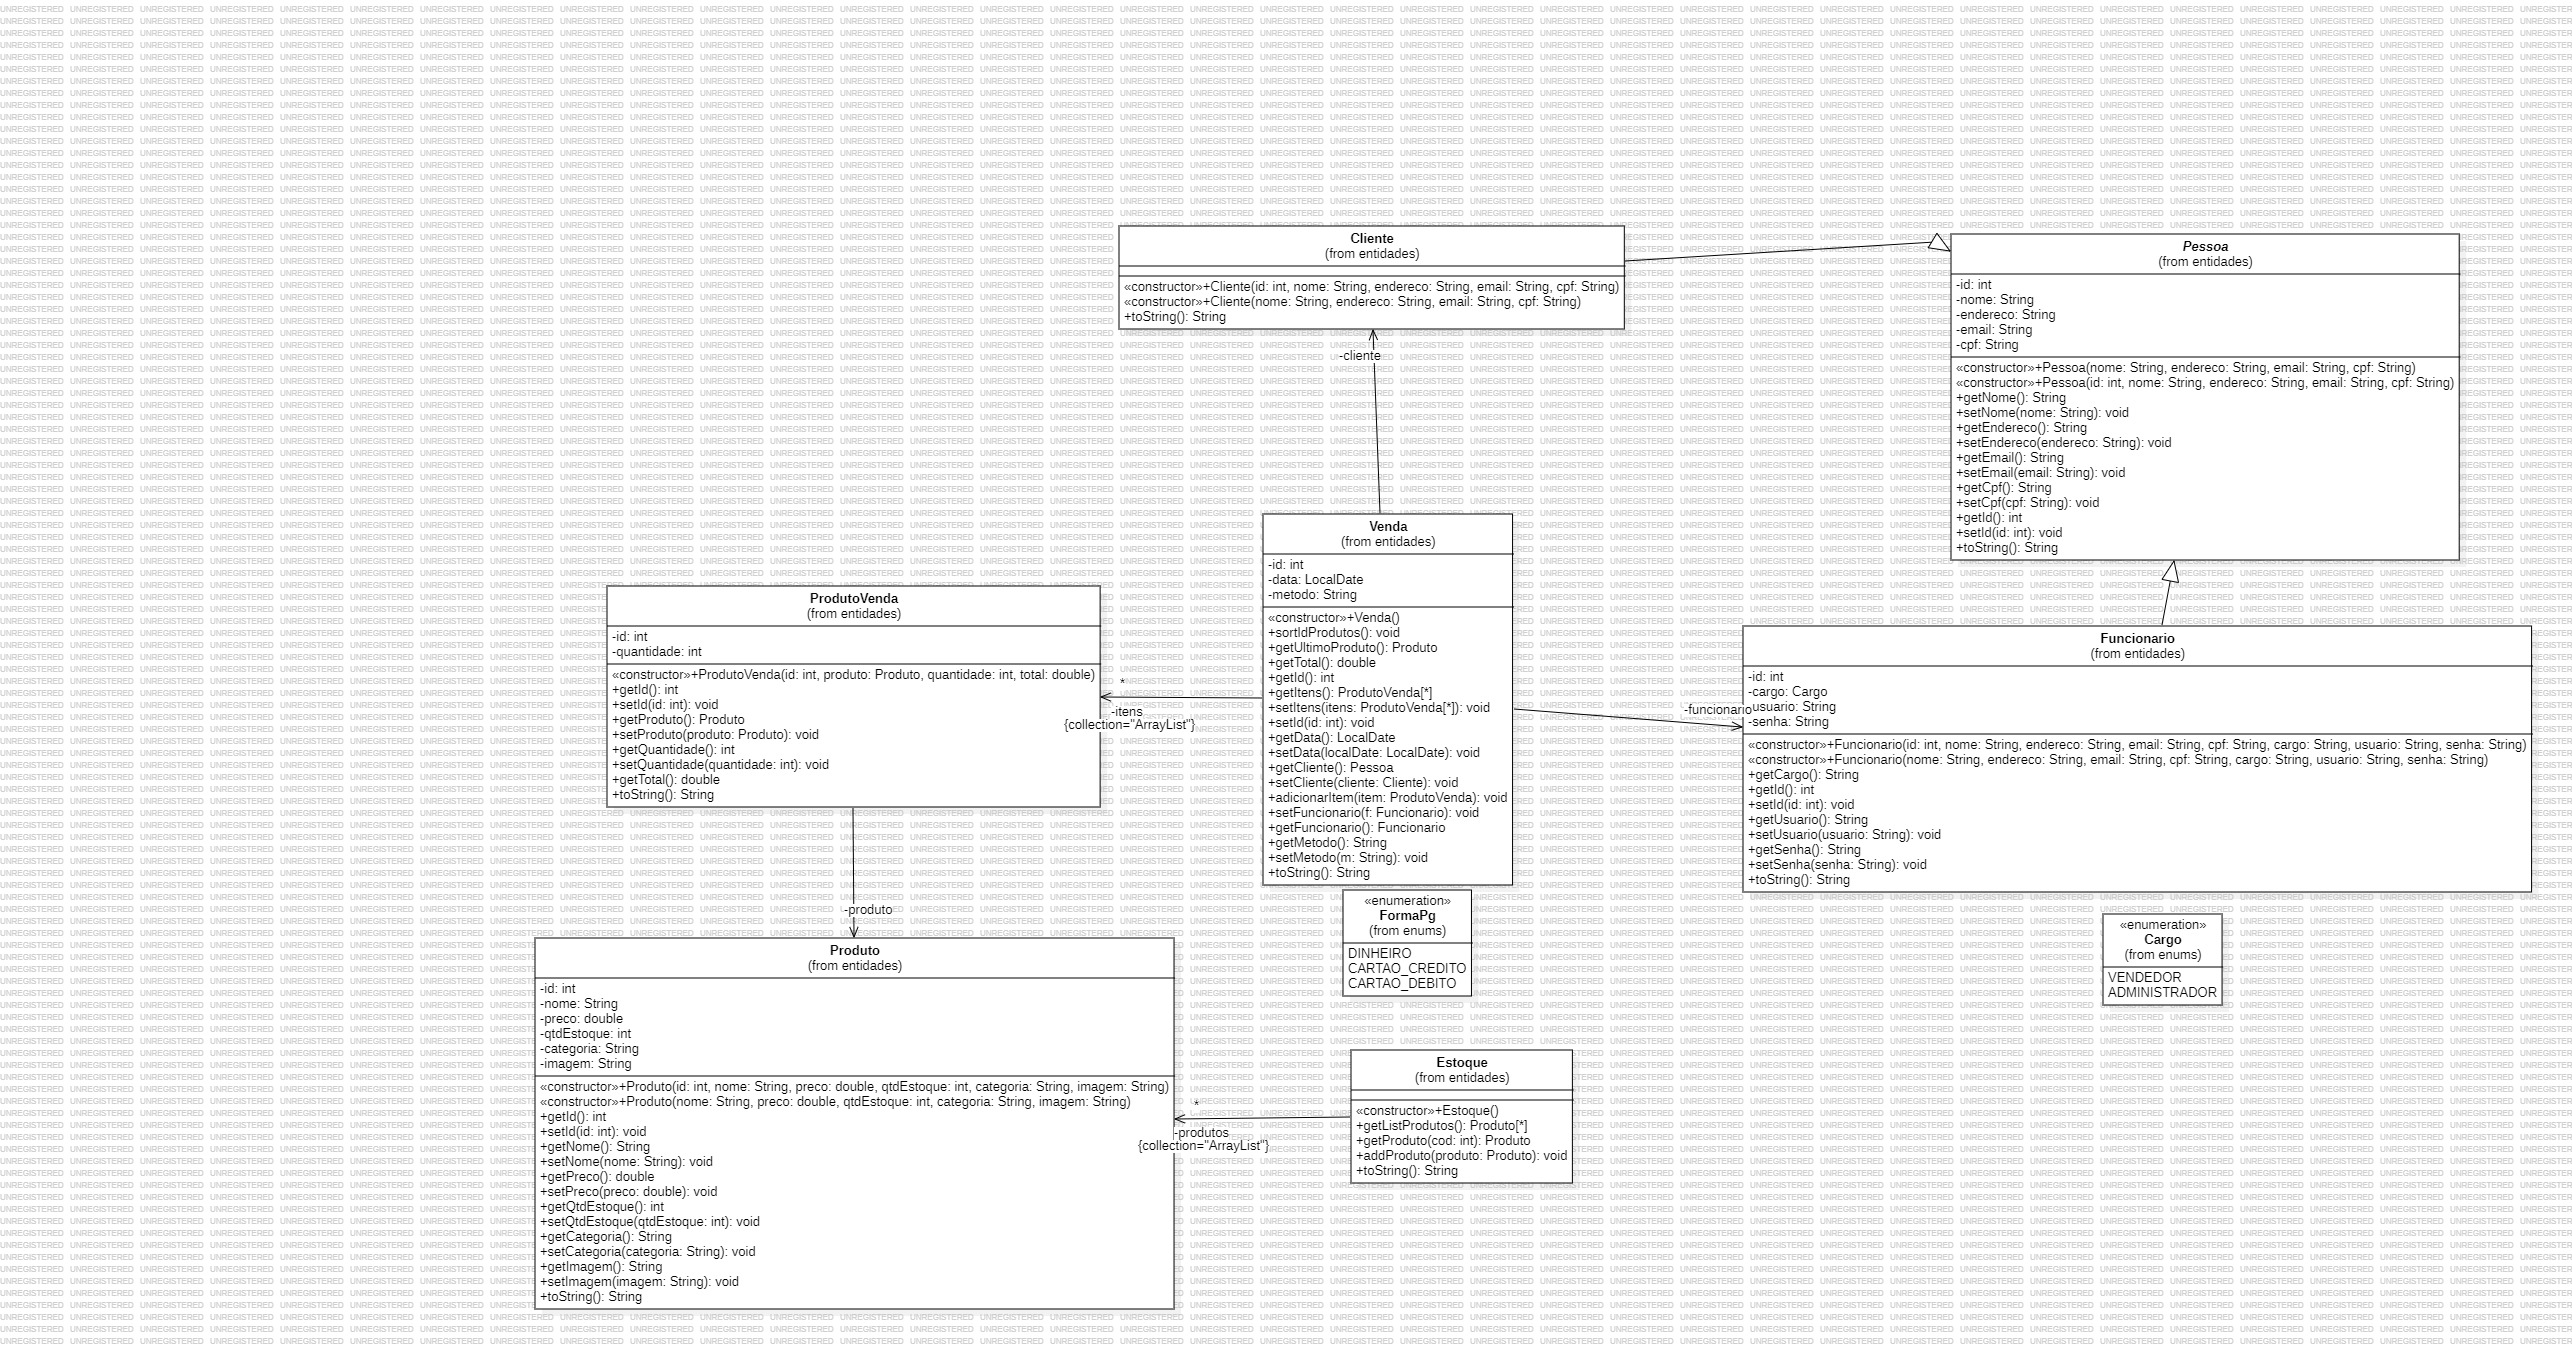 Cliente
(from entidades)
«constructor»+Cliente(id: int, nome: String, endereco: String, email: String, cpf: String)
«constructor»+Cliente(nome: String, endereco: String, email: String, cpf: String)
+toString(): String
Pessoa
(from entidades)
-id: int
-nome: String
-endereco: String
-email: String
-cpf: String
«constructor»+Pessoa(nome: String, endereco: String, email: String, cpf: String)
«constructor»+Pessoa(id: int, nome: String, endereco: String, email: String, cpf: String)
+getNome(): String
+setNome(nome: String): void
+getEndereco(): String
+setEndereco(endereco: String): void
+getEmail(): String
+setEmail(email: String): void
+getCpf(): String
+setCpf(cpf: String): void
+getId(): int
+setId(id: int): void
+toString(): String
-cliente
Venda
(from entidades)
-id: int
-data: LocalDate
-metodo: String
«constructor»+Venda()
+sortIdProdutos(): void
+getUltimoProduto(): Produto
+getTotal(): double
+getId(): int
+getItens(): ProdutoVenda[*]
+setItens(itens: ProdutoVenda[*]): void
+setId(id: int): void
+getData(): LocalDate
+setData(localDate: LocalDate): void
+getCliente(): Pessoa
+setCliente(cliente: Cliente): void
+adicionarItem(item: ProdutoVenda): void
+setFuncionario(f: Funcionario): void
+getFuncionario(): Funcionario
+getMetodo(): String
+setMetodo(m: String): void
+toString(): String
ProdutoVenda
(from entidades)
-id: int
-quantidade: int
«constructor»+ProdutoVenda(id: int, produto: Produto, quantidade: int, total: double)
+getId(): int
+setId(id: int): void
+getProduto(): Produto
+setProduto(produto: Produto): void
+getQuantidade(): int
+setQuantidade(quantidade: int): void
+getTotal(): double
+toString(): String
*
-itens
{collection="ArrayList"}
-funcionario
Funcionario
(from entidades)
-id: int
-cargo: Cargo
-usuario: String
-senha: String
«constructor»+Funcionario(id: int, nome: String, endereco: String, email: String, cpf: String, cargo: String, usuario: String, senha: String)
«constructor»+Funcionario(nome: String, endereco: String, email: String, cpf: String, cargo: String, usuario: String, senha: String)
+getCargo(): String
+getId(): int
+setId(id: int): void
+getUsuario(): String
+setUsuario(usuario: String): void
+getSenha(): String
+setSenha(senha: String): void
+toString(): String
«enumeration»
FormaPg
(from enums)
DINHEIRO
CARTAO_CREDITO
CARTAO_DEBITO
«enumeration»
Cargo
(from enums)
VENDEDOR
ADMINISTRADOR
-produto
Produto
(from entidades)
-id: int
-nome: String
-preco: double
-qtdEstoque: int
-categoria: String
-imagem: String
«constructor»+Produto(id: int, nome: String, preco: double, qtdEstoque: int, categoria: String, imagem: String)
«constructor»+Produto(nome: String, preco: double, qtdEstoque: int, categoria: String, imagem: String)
+getId(): int
+setId(id: int): void
+getNome(): String
+setNome(nome: String): void
+getPreco(): double
+setPreco(preco: double): void
+getQtdEstoque(): int
+setQtdEstoque(qtdEstoque: int): void
+getCategoria(): String
+setCategoria(categoria: String): void
+getImagem(): String
+setImagem(imagem: String): void
+toString(): String
*
-produtos
{collection="ArrayList"}
Estoque
(from entidades)
«constructor»+Estoque()
+getListProdutos(): Produto[*]
+getProduto(cod: int): Produto
+addProduto(produto: Produto): void
+toString(): String
UNREGISTERED